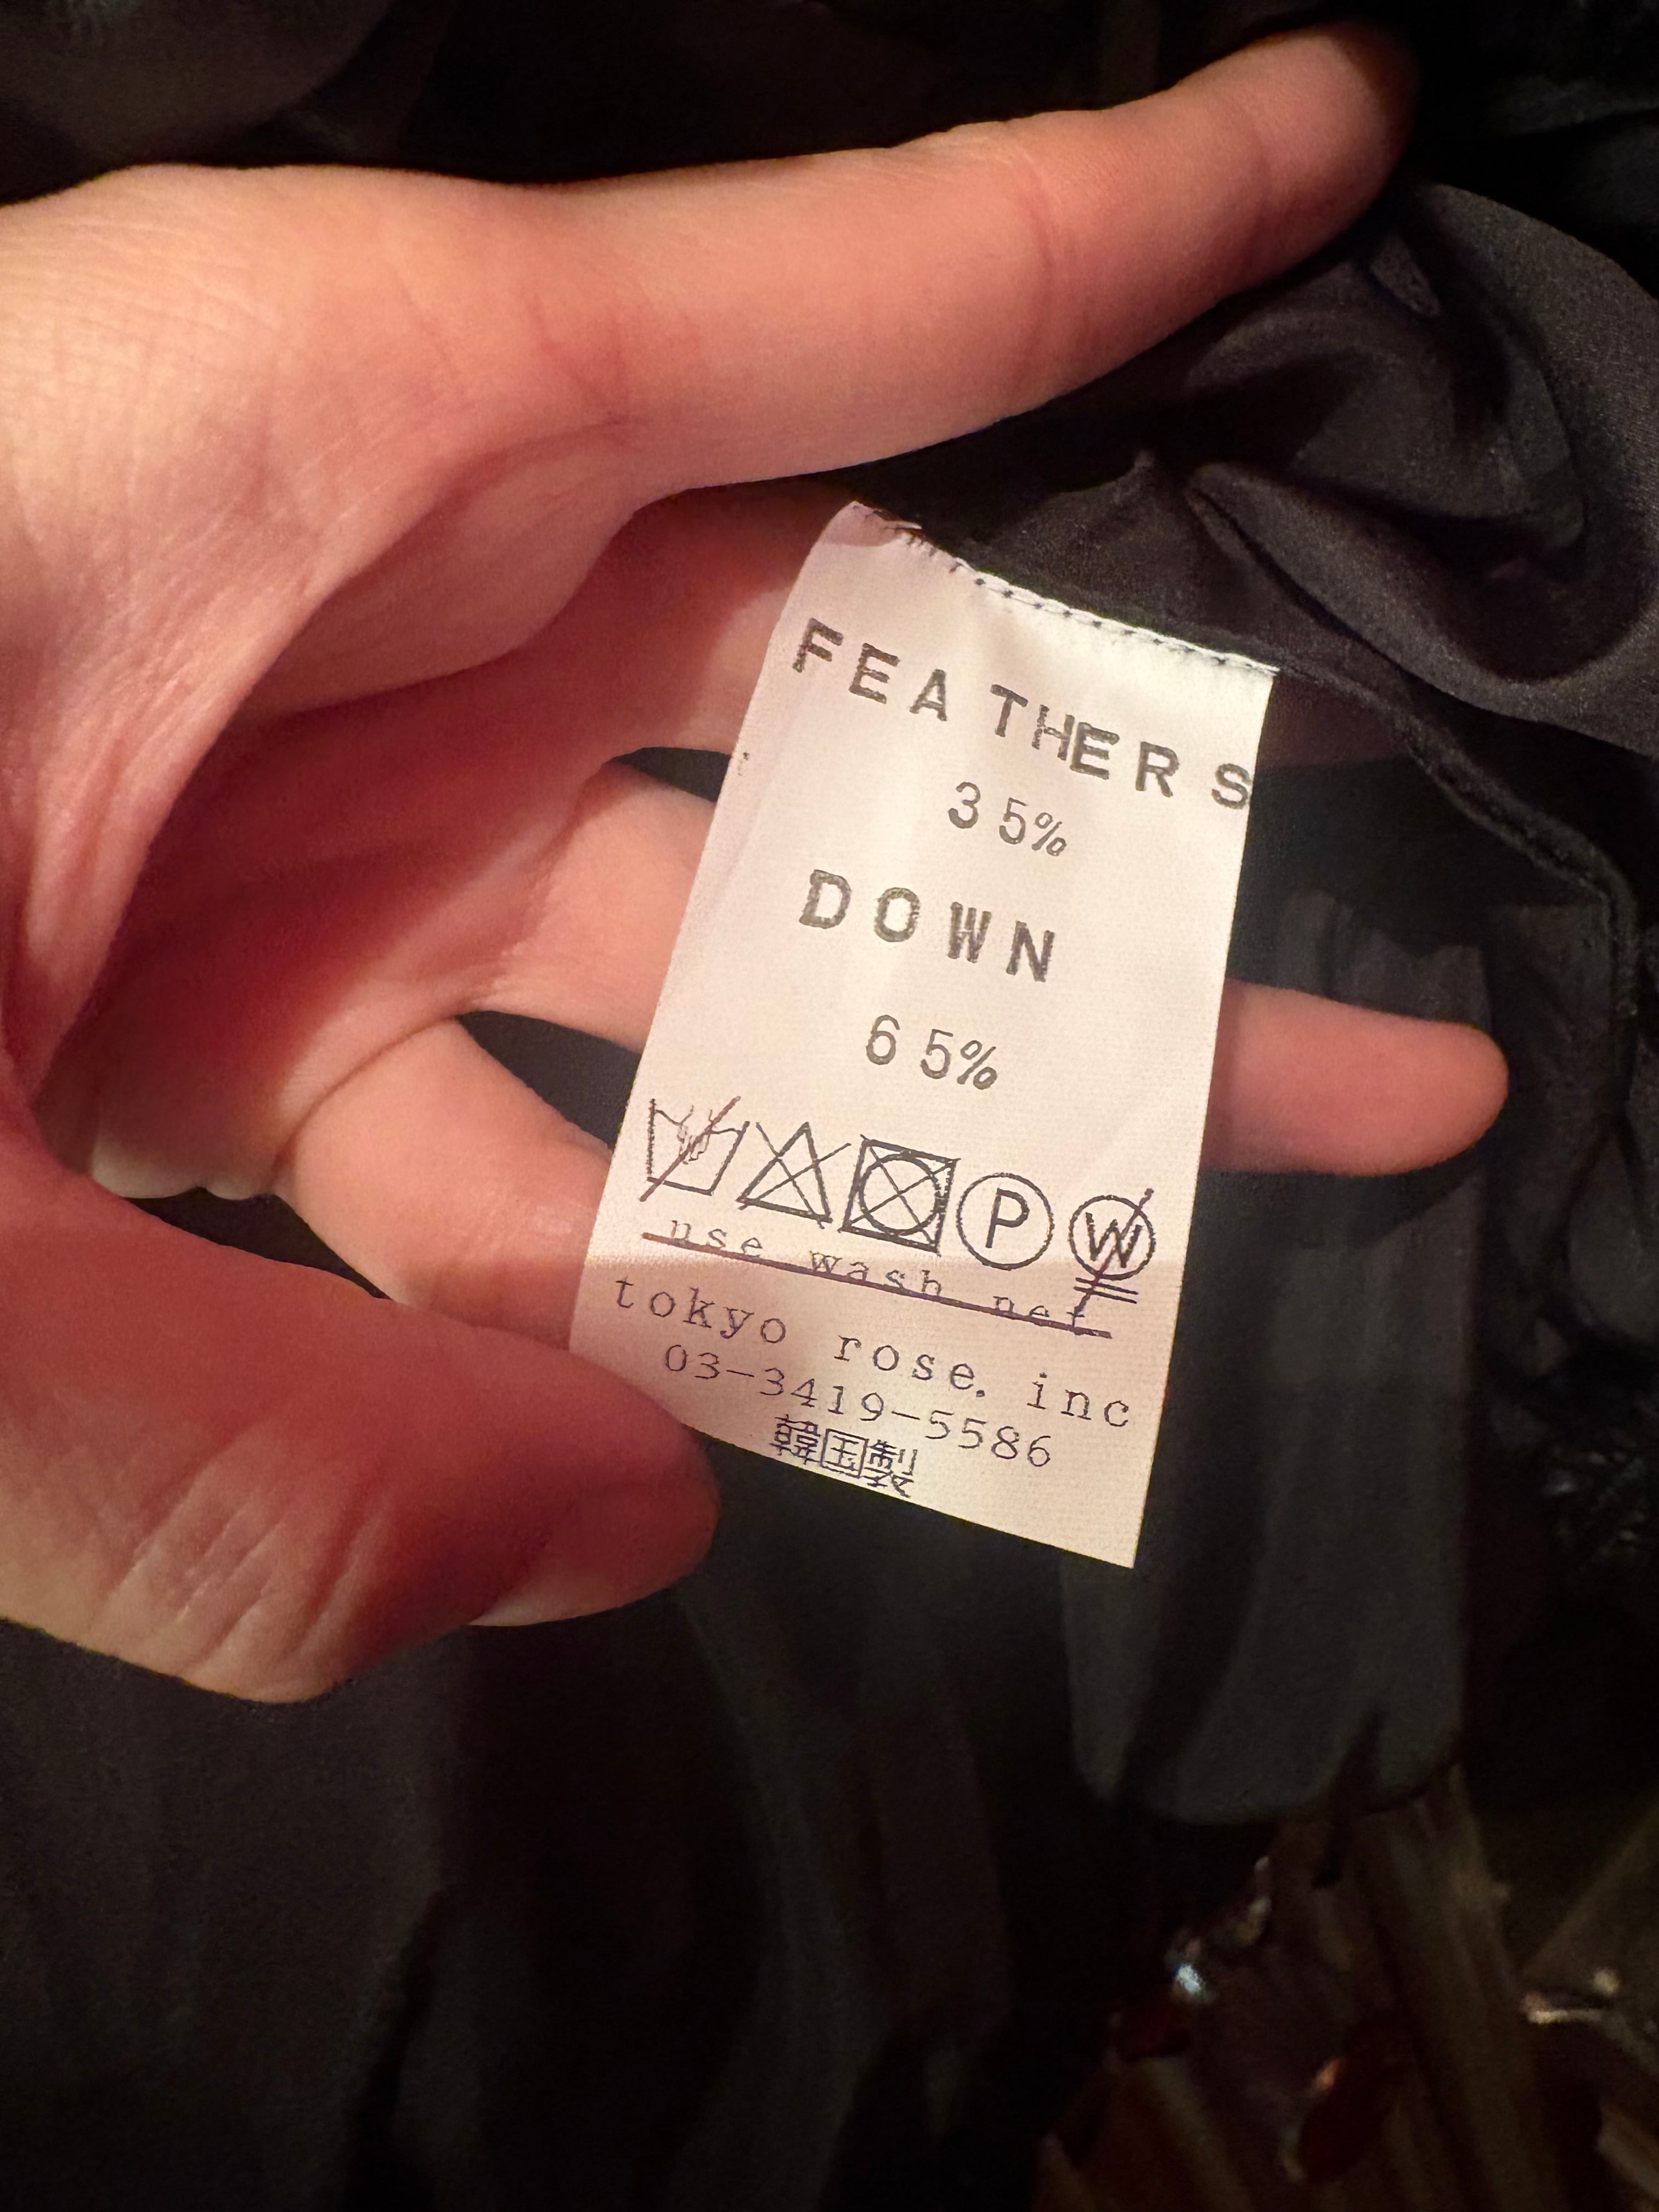 FEATHERS
35%
DOWN
65%
P W
use wash net
tokyo rose. inc
03-3419-5586
韓国製